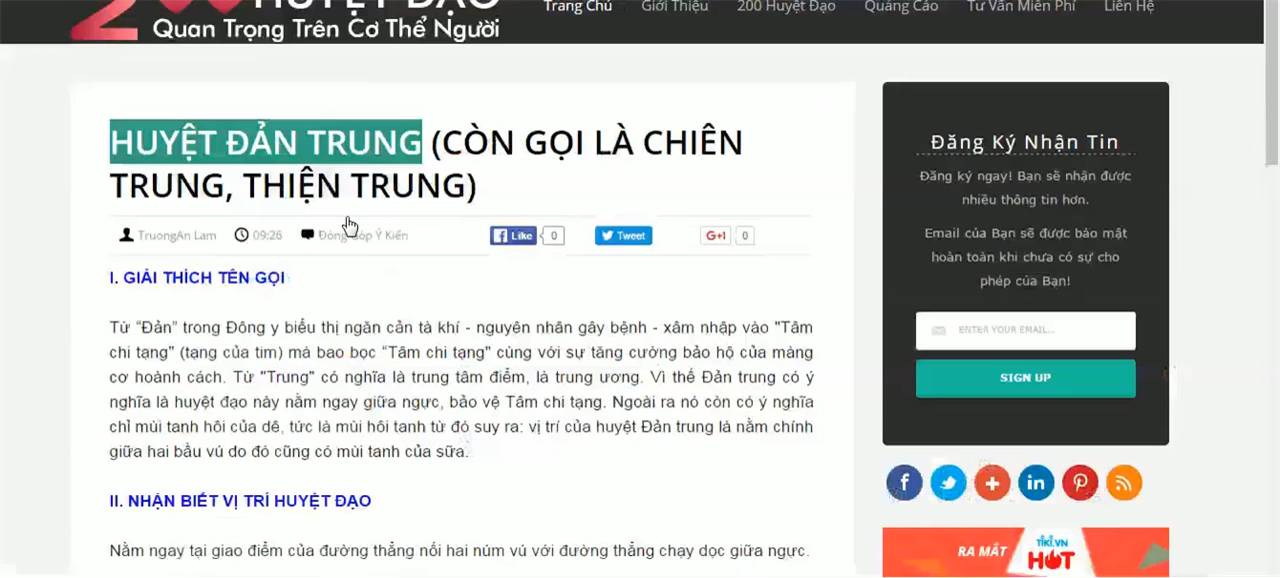 200 HUYỆT ĐẠO
Quan Trọng Trên Cơ Thể Người
Trang Chủ Giới Thiệu 200 Huyệt Đạo Quảng Cáo Tư Vấn Miễn Phí Liên Hệ
HUYỆT ĐẢN TRUNG (CÒN GỌI LÀ CHIÊN
TRUNG, THIỆN TRUNG)
TruongAn Lam 09:26 Đóng Góp Ý Kiến Like 0 Tweet G+1 0
I. GIẢI THÍCH TÊN GỌI
Từ “Đản” trong Đông y biểu thị ngăn cản tà khí - nguyên nhân gây bệnh - xâm nhập vào "Tâm
chi tạng" (tạng của tim) mà bao bọc “Tâm chi tạng" cùng với sự tăng cường bảo hộ của màng
cơ hoành cách. Từ "Trung" có nghĩa là trung tâm điểm, là trung ương. Vì thế Đản trung có ý
nghĩa là huyệt đạo này nằm ngay giữa ngực, bảo vệ Tâm chi tạng. Ngoài ra nó còn có ý nghĩa
chỉ mùi tanh hôi của dê, tức là mùi hôi tanh từ đó suy ra: vị trí của huyệt Đản trung là nằm chính
giữa hai bầu vú do đó cũng có mùi tanh của sữa.
II. NHẬN BIẾT VỊ TRÍ HUYỆT ĐẠO
Nằm ngay tại giao điểm của đường thẳng nối hai núm vú với đường thẳng chạy dọc giữa ngực.
Đăng Ký Nhận Tin
Đăng ký ngay! Bạn sẽ nhận được
nhiều thông tin hơn.
Email của Bạn sẽ được bảo mật
hoàn toàn khi chưa có sự cho
phép của Bạn!
ENTER YOUR EMAIL...
SIGN UP
RA MẮT
TIKI.VN
HOT